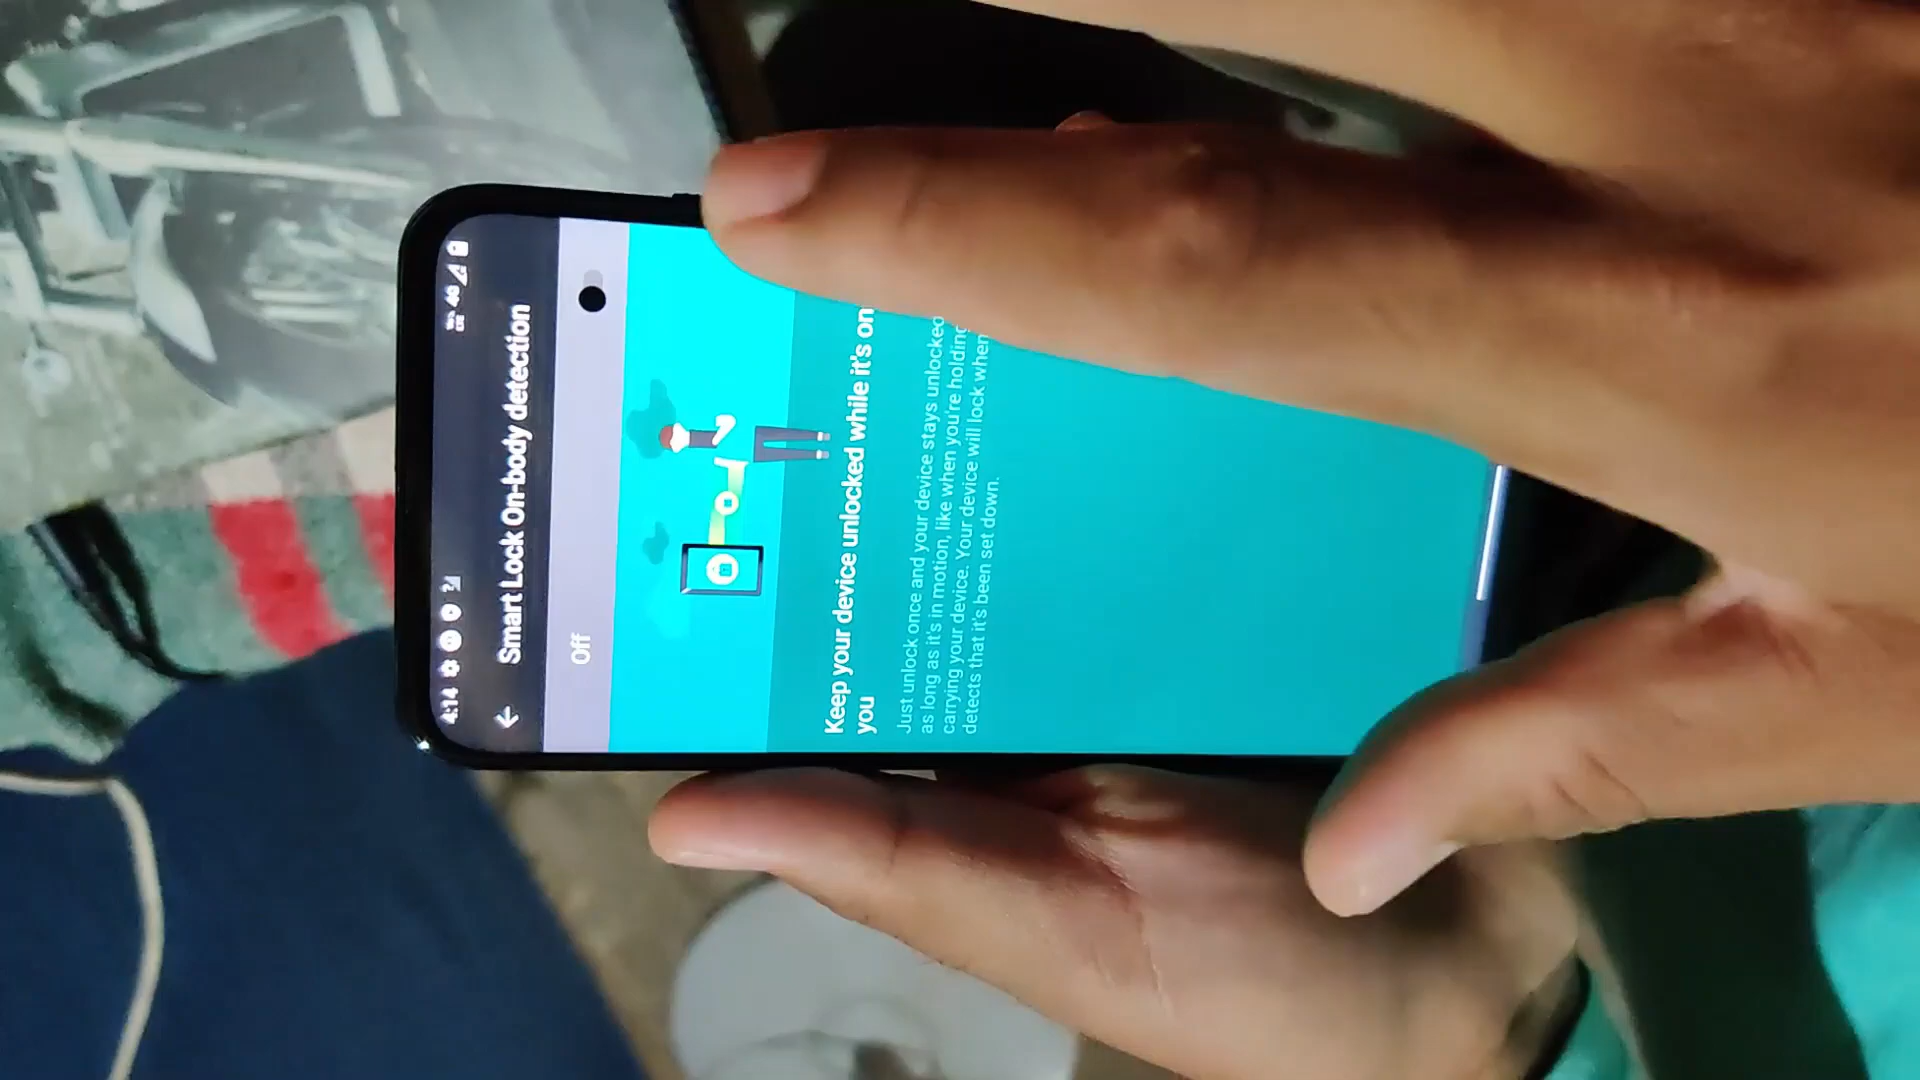 4:14
Smart Lock On-body detection
Off
Keep your device unlocked while it's on
you
Just unlock once and your device stays unlocked
as long as it's in motion, like when you're holding
carrying your device. Your device will lock when
detects that it's been set down.